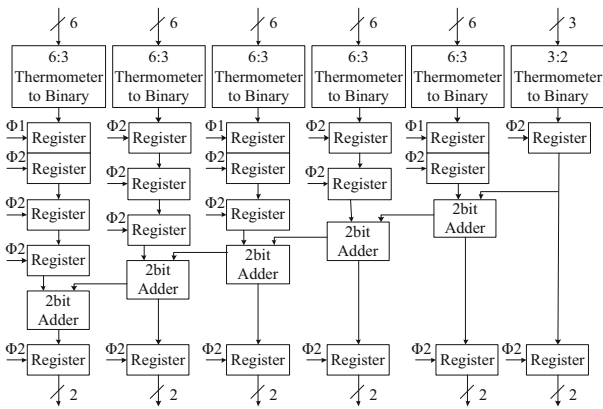 6 6 6 6 6 3
6:3 6:3 6:3 6:3 6:3 3:2
Thermometer Thermometer Thermometer Thermometer Thermometer Thermometer
to Binary to Binary to Binary to Binary to Binary to Binary
Φ1 Register Φ2 Register Φ1 Register Φ2 Register Φ1 Register Φ2 Register
Φ2 Register Φ2 Register Φ2 Register Φ2 Register Φ2 Register
Φ2 Register Φ2 Register Φ2 Register 2bit Adder 2bit Adder
Φ2 Register 2bit Adder 2bit Adder
2bit Adder
Φ2 Register Φ2 Register Φ2 Register Φ2 Register Φ2 Register Φ2 Register
2 2 2 2 2 2